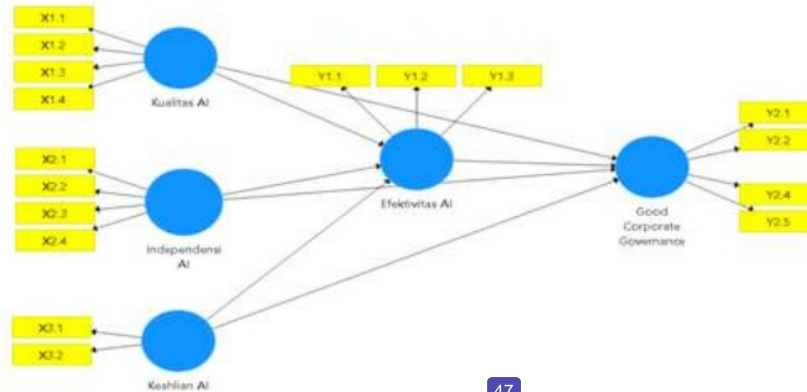 X1.1
X1.2
X1.3
X1.4
Kualitas AI
Y1.1
Y1.2
Y1.3
X2.1
X2.2
X2.3
X2.4
Independensi
AI
Efektivitas AI
Y2.1
Y2.2
Y2.4
Y2.5
Good
Corporate
Governance
X3.1
X3.2
Keahlian AI
47